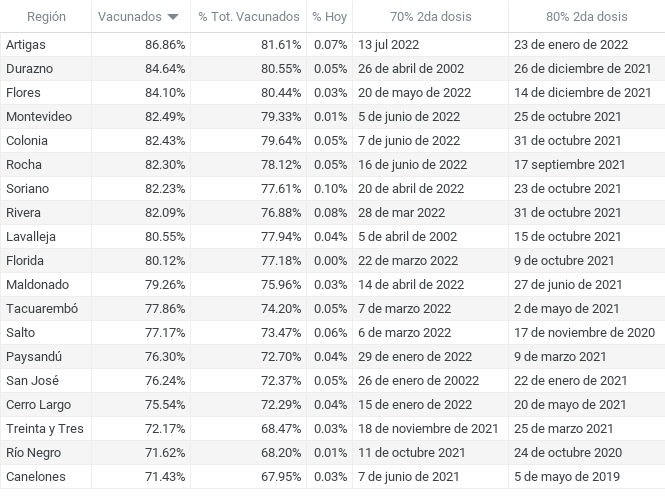 Región Vacunados % Tot. Vacunados % Hoy 70% 2da dosis 80% 2da dosis
Artigas 86.86% 81.61% 0.07% 13 jul 2022 23 de enero de 2022
Durazno 84.64% 80.55% 0.05% 26 de abril de 2002 26 de diciembre de 2021
Flores 84.10% 80.44% 0.03% 20 de mayo de 2022 14 de diciembre de 2021
Montevideo 82.49% 79.33% 0.01% 5 de junio de 2022 25 de octubre 2021
Colonia 82.43% 79.64% 0.05% 7 de junio de 2022 31 de octubre 2021
Rocha 82.30% 78.12% 0.05% 16 de junio de 2022 17 septiembre 2021
Soriano 82.23% 77.61% 0.10% 20 de abril de 2022 23 de octubre 2021
Rivera 82.09% 76.88% 0.08% 28 de mar 2022 31 de octubre 2021
Lavalleja 80.55% 77.94% 0.04% 5 de abril de 2002 15 de octubre 2021
Florida 80.12% 77.18% 0.00% 22 de marzo 2022 9 de octubre 2021
Maldonado 79.26% 75.96% 0.03% 14 de abril de 2022 27 de junio de 2021
Tacuarembó 77.86% 74.20% 0.05% 7 de marzo 2022 2 de mayo de 2021
Salto 77.17% 73.47% 0.06% 6 de marzo 2022 17 de noviembre de 2020
Paysandú 76.30% 72.70% 0.04% 29 de enero de 2022 9 de marzo 2021
San José 76.24% 72.37% 0.05% 26 de enero de 20022 22 de enero de 2021
Cerro Largo 75.54% 72.29% 0.04% 15 de enero de 2022 20 de mayo de 2021
Treinta y Tres 72.17% 68.47% 0.03% 18 de noviembre de 2021 25 de marzo 2021
Río Negro 71.62% 68.20% 0.01% 11 de octubre 2021 24 de octubre 2020
Canelones 71.43% 67.95% 0.03% 7 de junio de 2021 5 de mayo de 2019